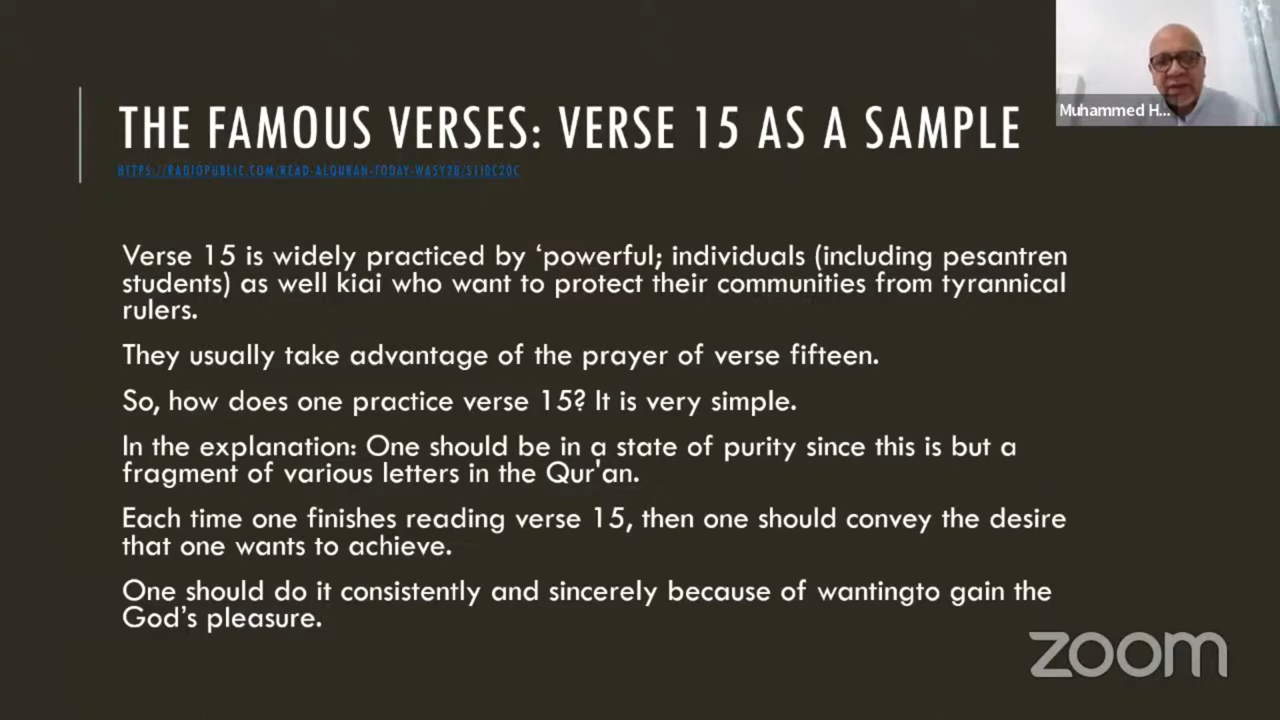 THE FAMOUS VERSES: VERSE 15 AS A SAMPLE
Muhammed H...
Verse 15 is widely practiced by ‘powerful; individuals (including pesantren
students) as well kiai who want to protect their communities from tyrannical
rulers.
They usually take advantage of the prayer of verse fifteen.
So, how does one practice verse 15? It is very simple.
In the explanation: One should be in a state of purity since this is but a
fragment of various letters in the Qur'an.
Each time one finishes reading verse 15, then one should convey the desire
that one wants to achieve.
One should do it consistently and sincerely because of wantingto gain the
God’s pleasure.
zoom